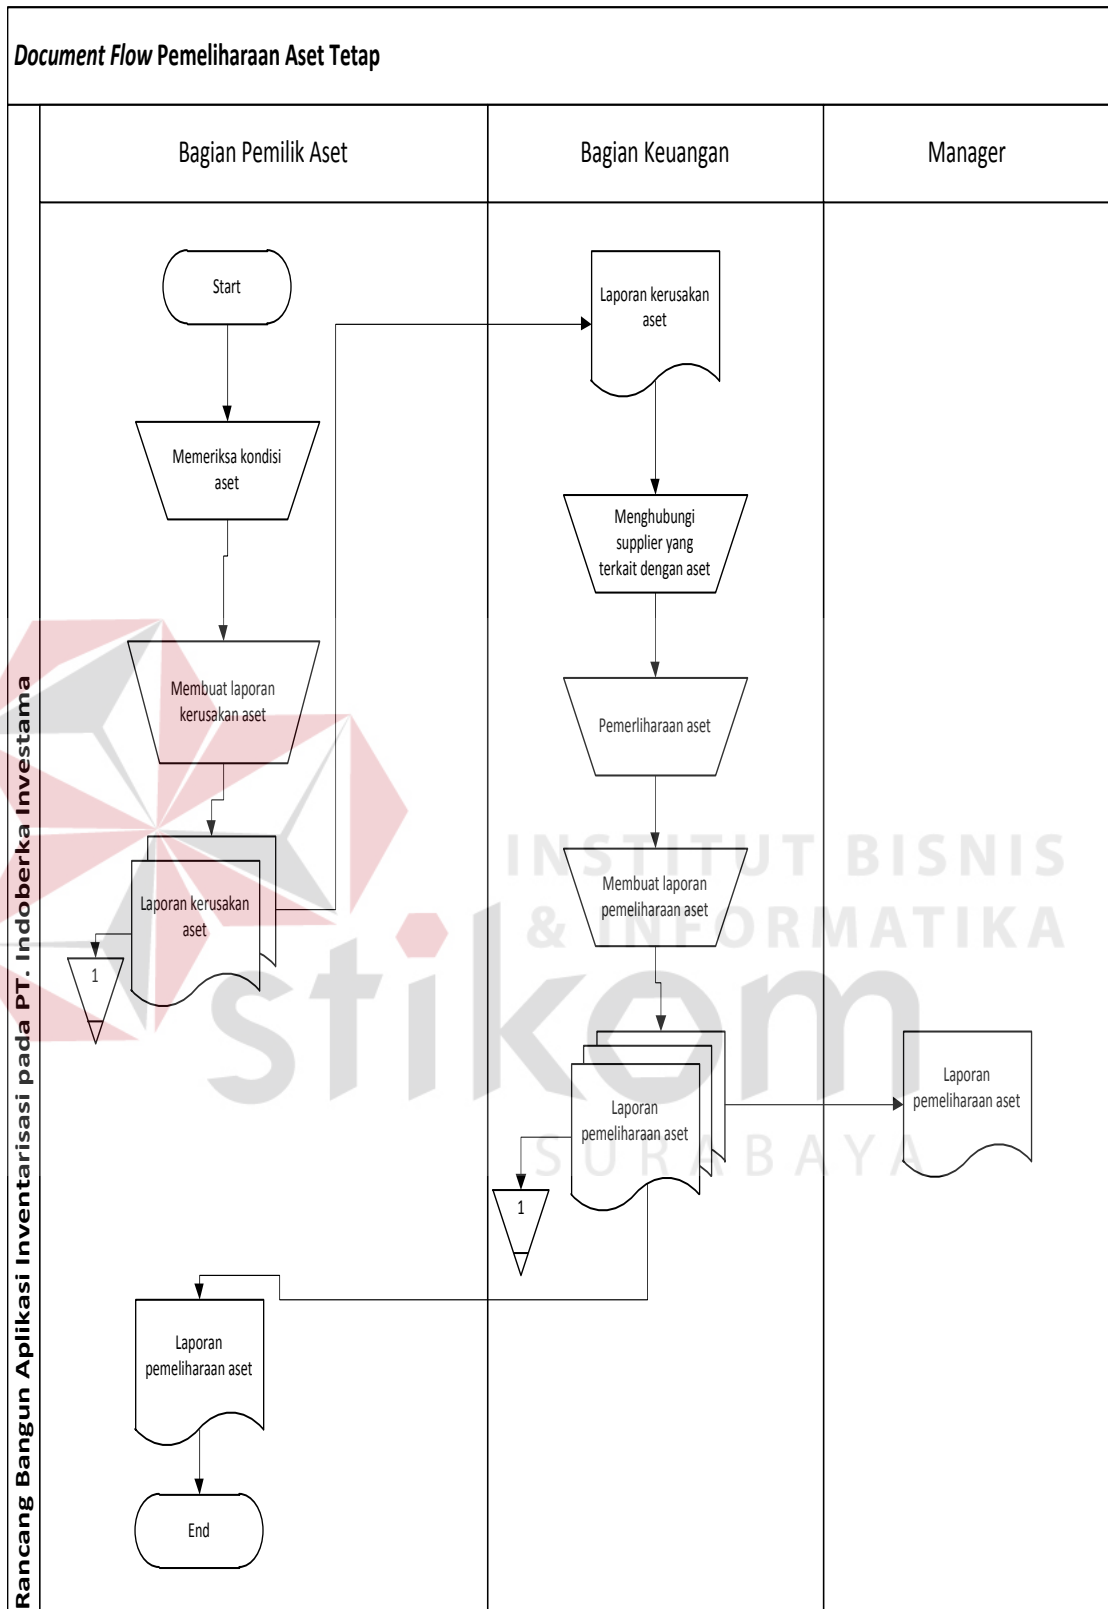 Document Flow Pemeliharaan Aset Tetap
Rancang Bangun Aplikasi Inventarisasi pada PT. Indoberka Investama
Bagian Pemilik Aset
Bagian Keuangan
Manager
Start
Laporan kerusakan
aset
Memeriksa kondisi
aset
Menghubungi
supplier yang
terkait dengan aset
Membuat laporan
kerusakan aset
Pemerliharaan aset
Laporan kerusakan
aset
1
Membuat laporan
pemeliharaan aset
Laporan
pemeliharaan aset
1
Laporan
pemeliharaan aset
Laporan
pemeliharaan aset
End
INSTITUT BISNIS
& INFORMATIKA
stikom
SURABAYA